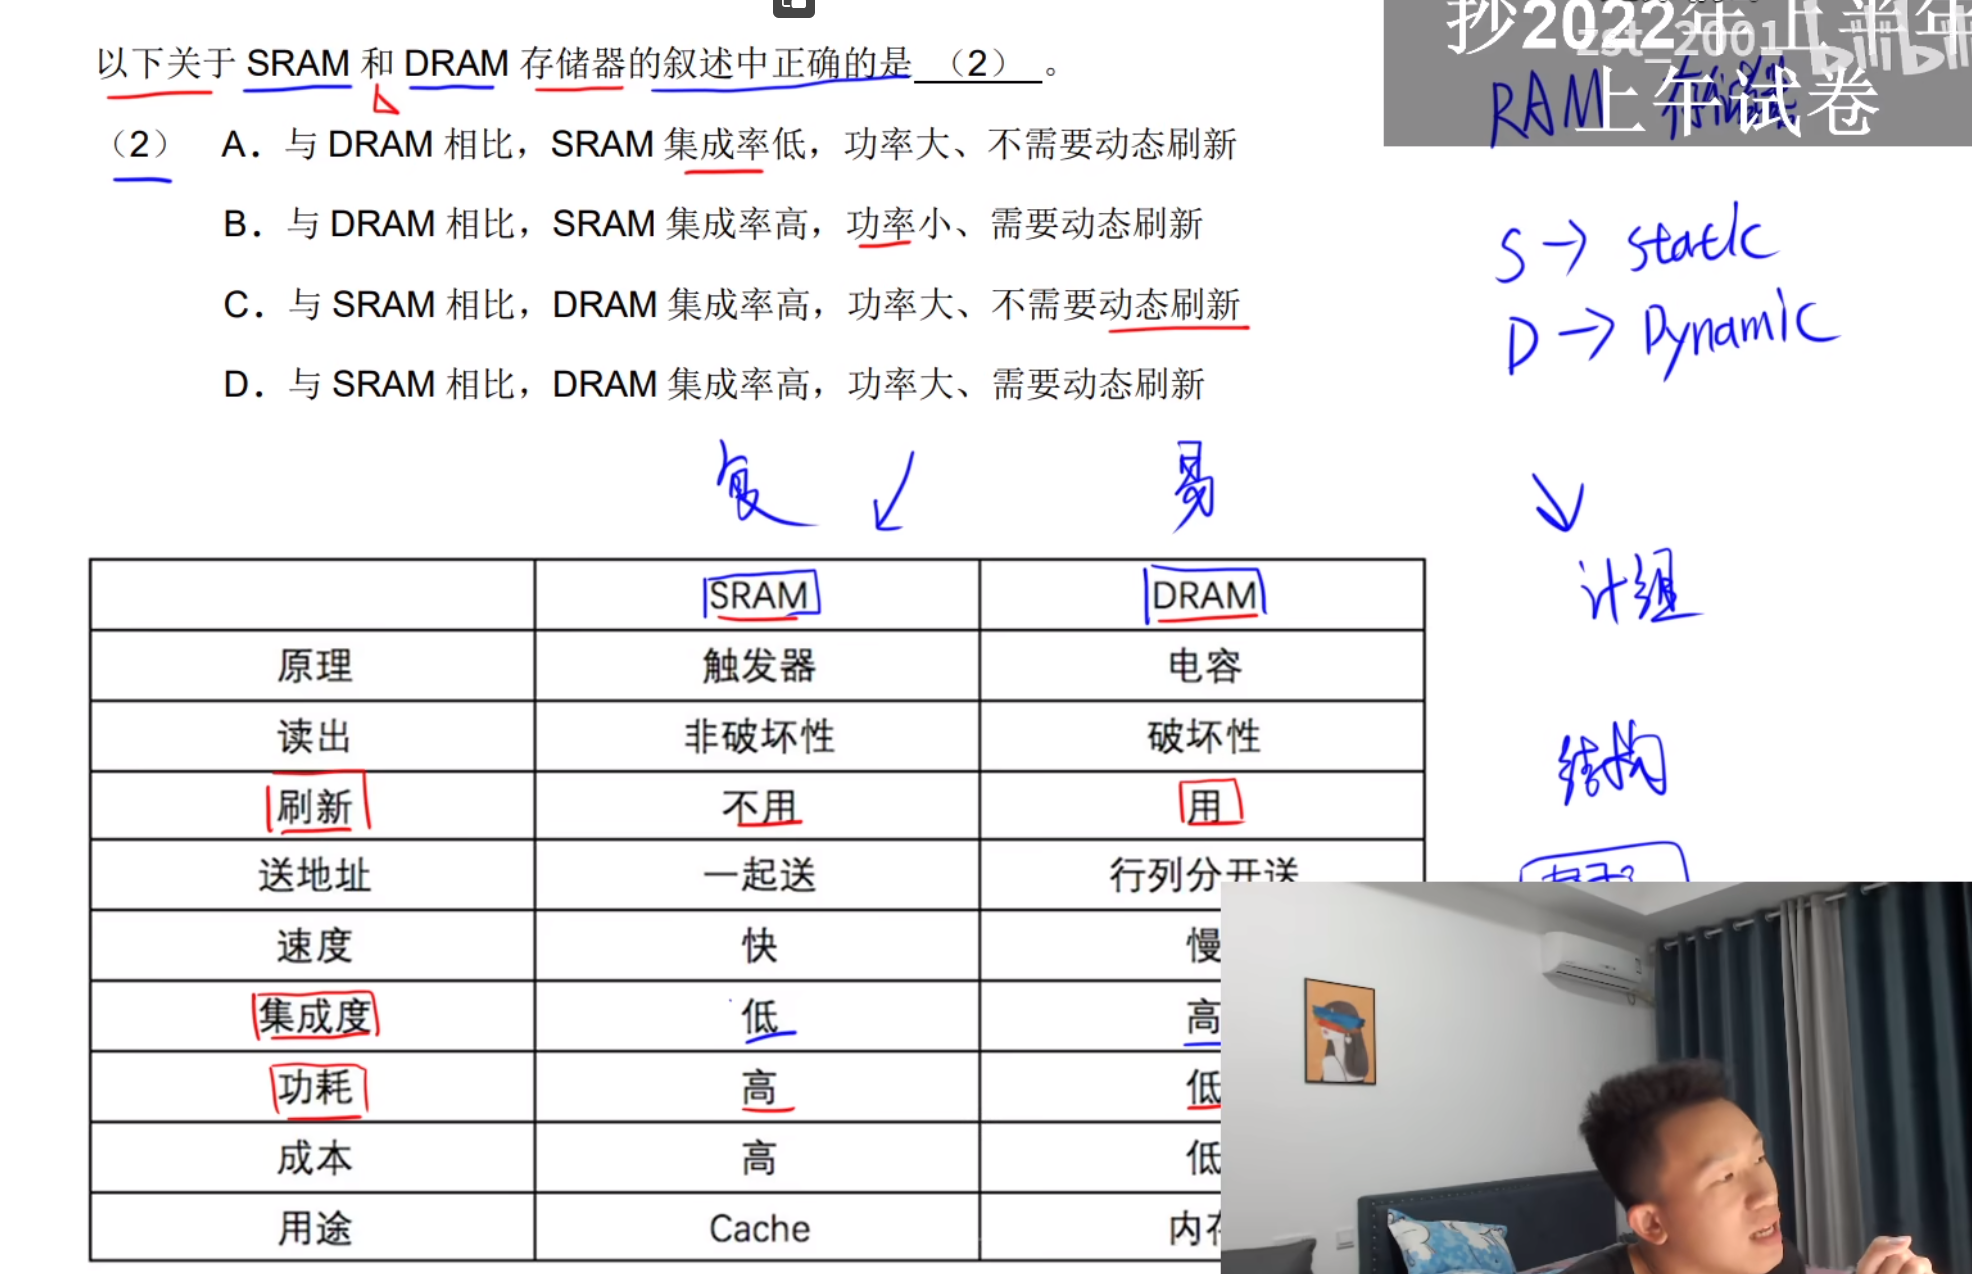 抄2022年上半年
zst_2001
bilibili
上午试卷
RAM
以下关于 SRAM 和 DRAM 存储器的叙述中正确的是 （2） 。
（2） A. 与 DRAM 相比，SRAM 集成率低，功率大、不需要动态刷新
B. 与 DRAM 相比，SRAM 集成率高，功率小、需要动态刷新
C. 与 SRAM 相比，DRAM 集成率高，功率大、不需要动态刷新
D. 与 SRAM 相比，DRAM 集成率高，功率大、需要动态刷新
S → static
D → Dynamic
复 易
计组
结构
SRAM DRAM
原理 触发器 电容
读出 非破坏性 破坏性
刷新 不用 用
送地址 一起送 行列分开送
速度 快 慢
集成度 低 高
功耗 高 低
成本 高 低
用途 Cache 内存